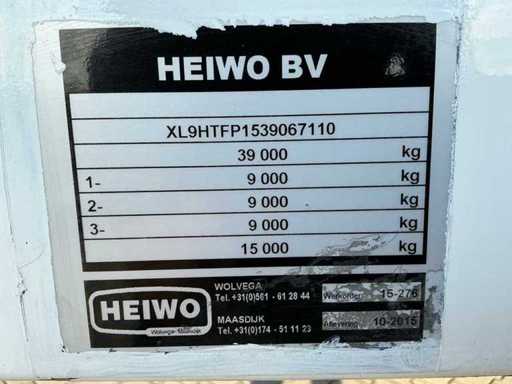 HEIWO BV
XL9HTFP1539067110
39 000 kg
1- 9 000 kg
2- 9 000 kg
3- 9 000 kg
15 000 kg
HEIWO
Wolvega-Maasdijk
WOLVEGA
Tel. +31(0)561 - 61 28 44
MAASDIJK
Tel. +31(0)174 - 51 11 23
Werkorder 15-276
Aflevering 10-2015